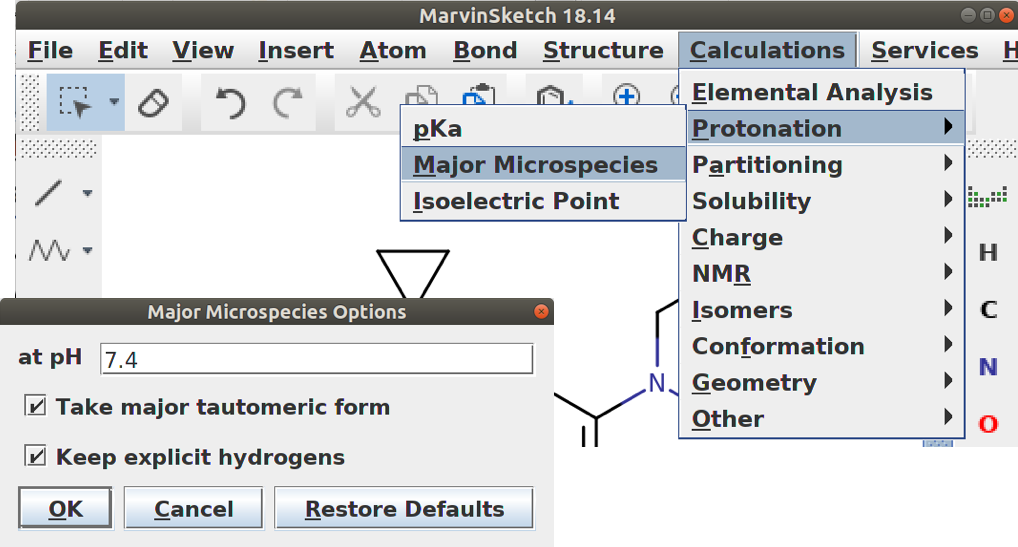 MarvinSketch 18.14
File Edit View Insert Atom Bond Structure Calculations Services H
Elemental Analysis
Protonation
Partitioning
Solubility
Charge
NMR
Isomers
Conformation
Geometry
Other
pKa
Major Microspecies
Isoelectric Point
H
C
N
O
N
Major Microspecies Options
at pH 7.4
Take major tautomeric form
Keep explicit hydrogens
OK Cancel Restore Defaults